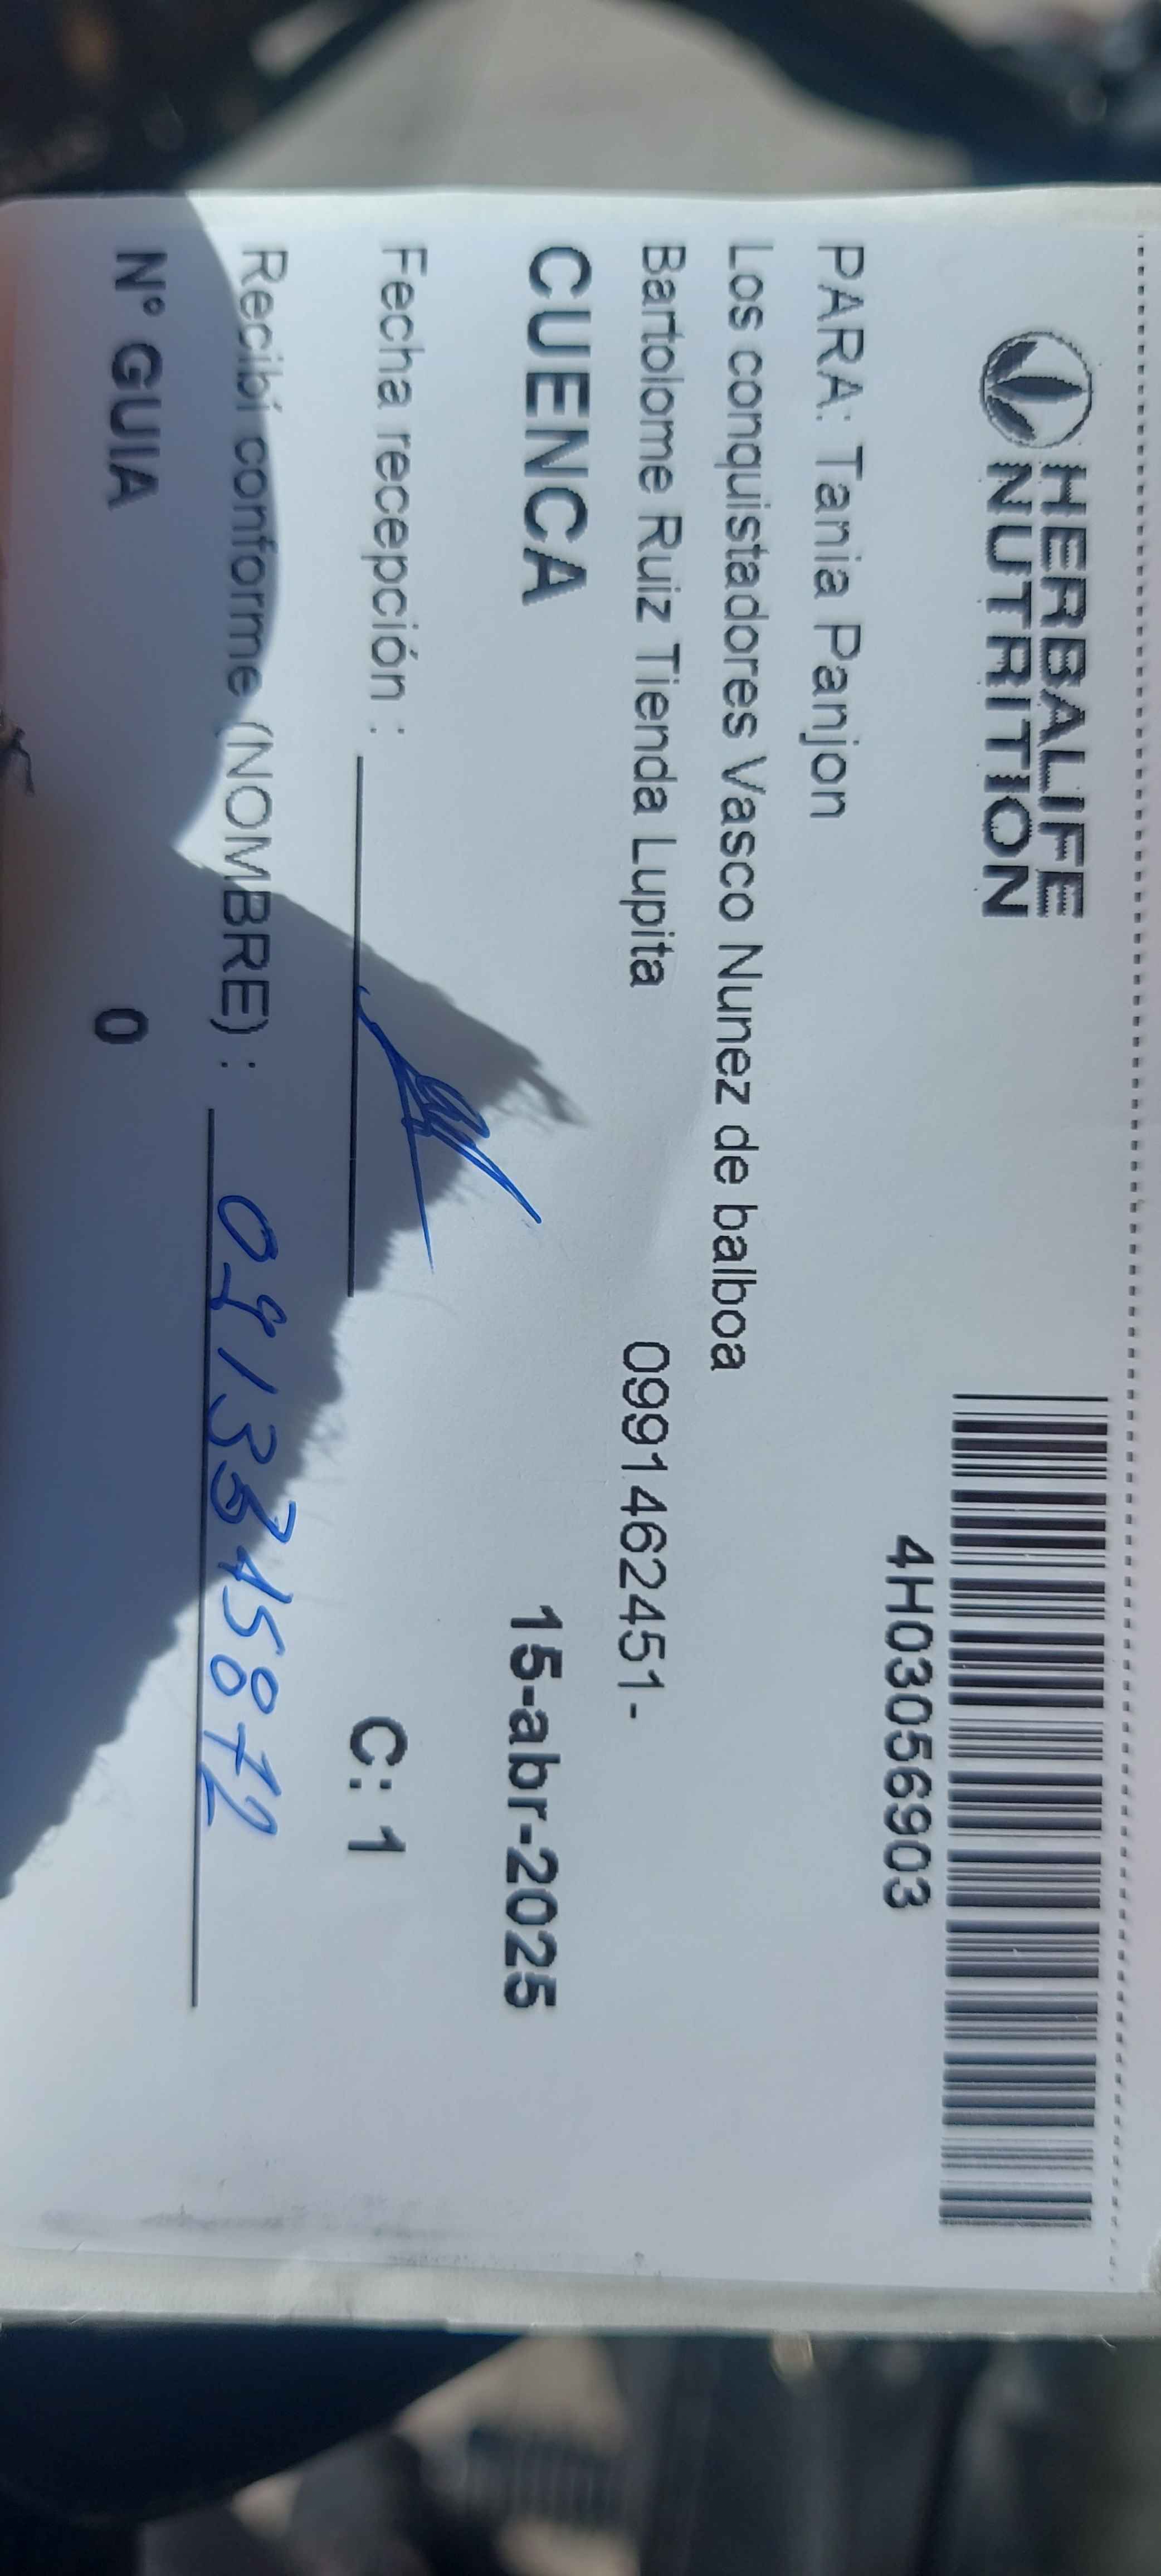 HERBALIFE
NUTRITION
4H03056903
PARA: Tania Panjon
Los conquistadores Vasco Nunez de balboa
Bartolome Ruiz Tienda Lupita 0991462451-
CUENCA 15-abr-2025
Fecha recepción :
C: 1
Recibí conforme (NOMBRE) :
N° GUIA 0